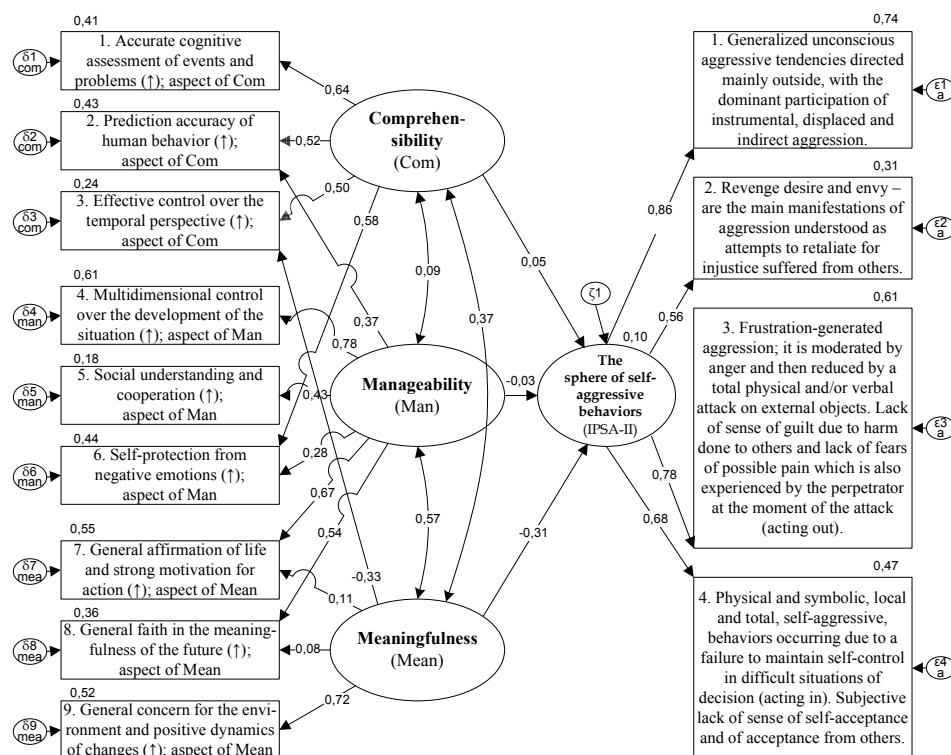 0,41
δ1
com
1. Accurate cognitive
assessment of events and
problems (↑); aspect of Com
0,43
δ2
com
2. Prediction accuracy of
human behavior (↑);
aspect of Com
0,24
δ3
com
3. Effective control over the
temporal perspective (↑);
aspect of Com
0,61
δ4
man
4. Multidimensional control
over the development of the
situation (↑); aspect of Man
0,18
δ5
man
5. Social understanding and
cooperation (↑);
aspect of Man
0,44
δ6
man
6. Self-protection from
negative emotions (↑);
aspect of Man
0,55
δ7
mea
7. General affirmation of life
and strong motivation for
action (↑); aspect of Mean
0,36
δ8
mea
8. General faith in the meaning-
fulness of the future (↑);
aspect of Mean
0,52
δ9
mea
9. General concern for the envi-
ronment and positive dynamics
of changes (↑); aspect of Mean
0,64
0,52
0,50
0,58
0,37
0,78
0,43
0,28
0,67
0,54
-0,33
0,11
-0,08
0,72
Comprehen-
sibility
(Com)
0,09
0,37
Manageability
(Man)
0,57
Meaningfulness
(Mean)
0,05
-0,03
-0,31
ζ1
0,10
The
sphere of self-
aggressive
behaviors
(IPSA-II)
0,86
0,56
0,78
0,68
0,74
1. Generalized unconscious
aggressive tendencies directed
mainly outside, with the
dominant participation of
instrumental, displaced and
indirect aggression.
ε1
a
0,31
2. Revenge desire and envy –
are the main manifestations of
aggression understood as
attempts to retaliate for
injustice suffered from others.
ε2
a
0,61
3. Frustration-generated
aggression; it is moderated by
anger and then reduced by a
total physical and/or verbal
attack on external objects. Lack
of sense of guilt due to harm
done to others and lack of fears
of possible pain which is also
experienced by the perpetrator
at the moment of the attack
(acting out).
ε3
a
0,47
4. Physical and symbolic, local
and total, self-aggressive,
behaviors occurring due to a
failure to maintain self-control
in difficult situations of
decision (acting in). Subjective
lack of sense of self-acceptance
and of acceptance from others.
ε4
a